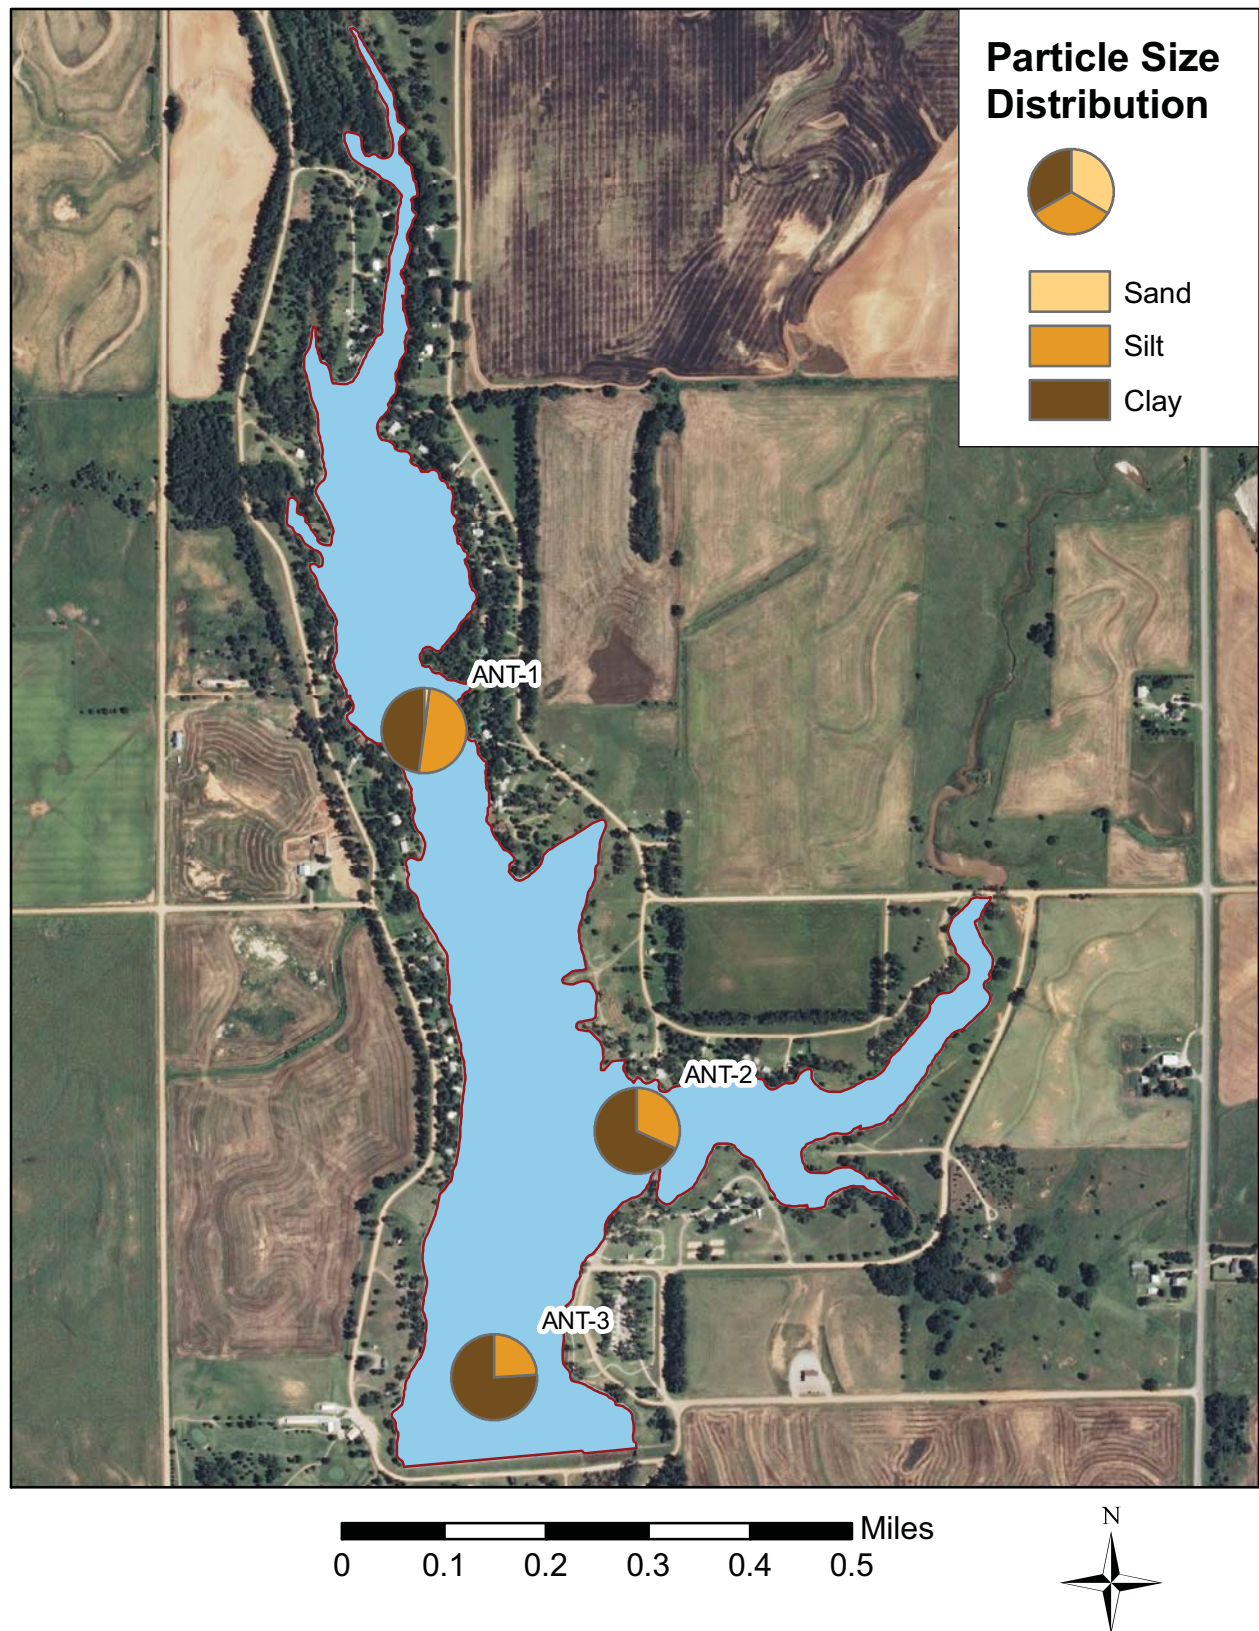 Particle Size
Distribution
Sand
Silt
Clay
ANT-1
ANT-2
ANT-3
Miles
0 0.1 0.2 0.3 0.4 0.5
N